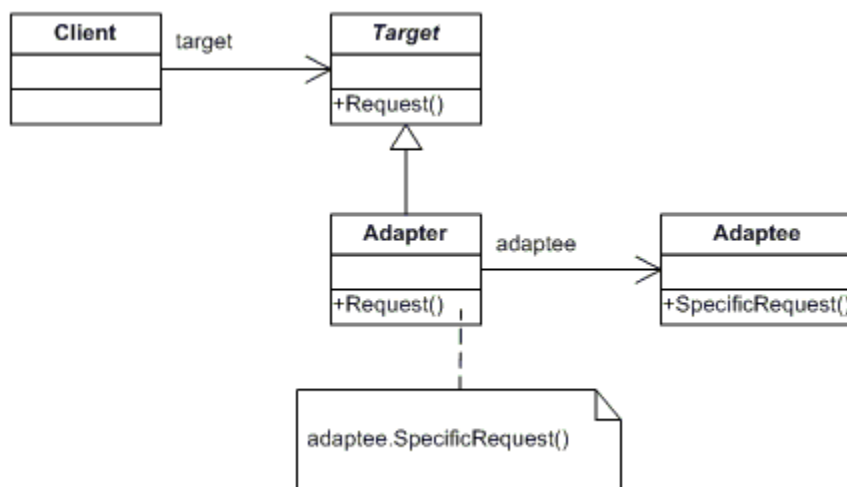 Client
target
Target
+Request()
Adapter
adaptee
Adaptee
+Request()
+SpecificRequest()
adaptee.SpecificRequest()